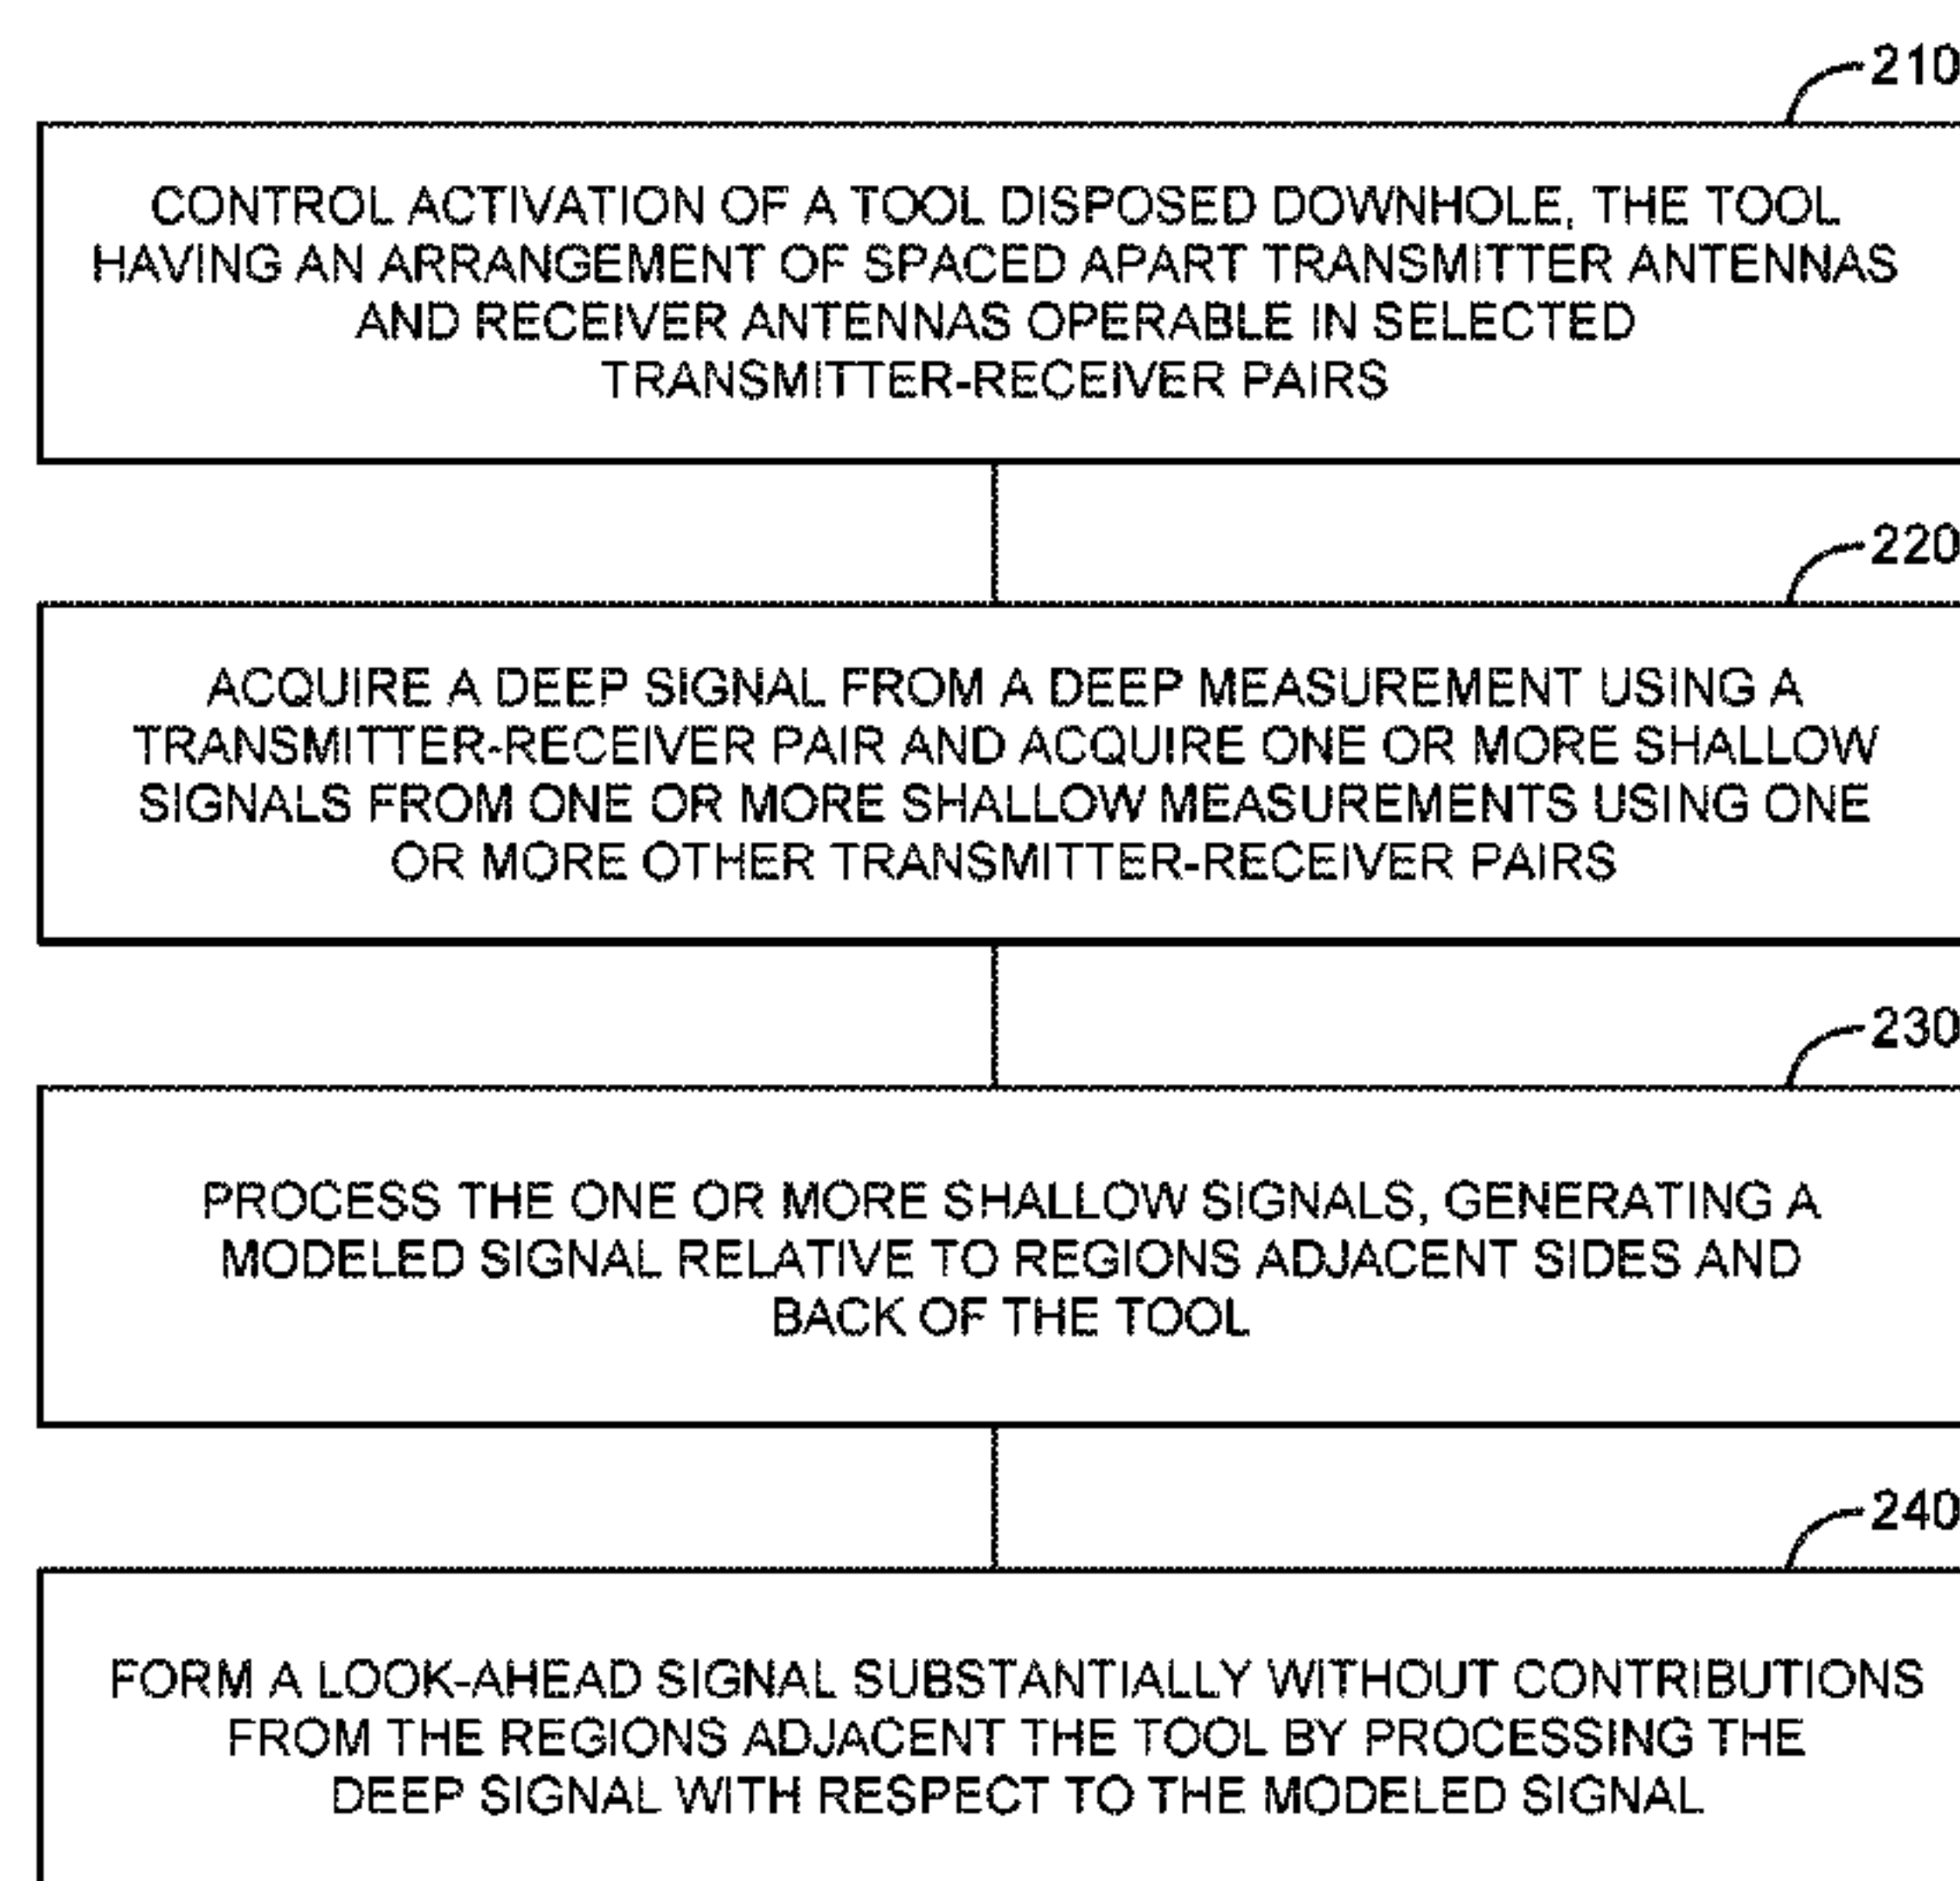 210
CONTROL ACTIVATION OF A TOOL DISPOSED DOWNHOLE, THE TOOL
HAVING AN ARRANGEMENT OF SPACED APART TRANSMITTER ANTENNAS
AND RECEIVER ANTENNAS OPERABLE IN SELECTED
TRANSMITTER-RECEIVER PAIRS
220
ACQUIRE A DEEP SIGNAL FROM A DEEP MEASUREMENT USING A
TRANSMITTER-RECEIVER PAIR AND ACQUIRE ONE OR MORE SHALLOW
SIGNALS FROM ONE OR MORE SHALLOW MEASUREMENTS USING ONE
OR MORE OTHER TRANSMITTER-RECEIVER PAIRS
230
PROCESS THE ONE OR MORE SHALLOW SIGNALS, GENERATING A
MODELED SIGNAL RELATIVE TO REGIONS ADJACENT SIDES AND
BACK OF THE TOOL
240
FORM A LOOK-AHEAD SIGNAL SUBSTANTIALLY WITHOUT CONTRIBUTIONS
FROM THE REGIONS ADJACENT THE TOOL BY PROCESSING THE
DEEP SIGNAL WITH RESPECT TO THE MODELED SIGNAL